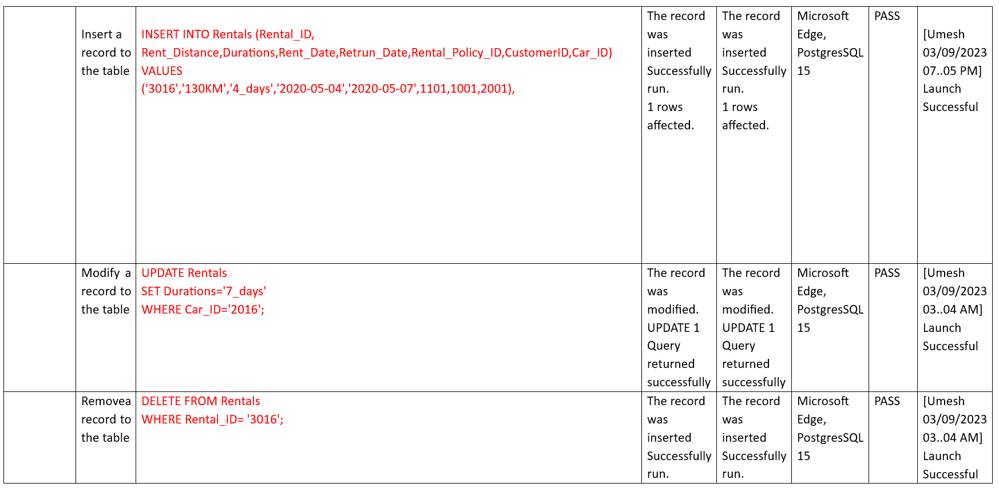 Insert a
record to
the table
INSERT INTO Rentals (Rental_ID,
Rent_Distance,Durations,Rent_Date,Retrun_Date,Rental_Policy_ID,CustomerID,Car_ID)
VALUES
('3016','130KM','4_days','2020-05-04','2020-05-07',1101,1001,2001),
The record
was
inserted
Successfully
run.
1 rows
affected.
The record
was
inserted
Successfully
run.
1 rows
affected.
Microsoft
Edge,
PostgresSQL
15
PASS
[Umesh
03/09/2023
07..05 PM]
Launch
Successful
Modify a
record to
the table
UPDATE Rentals
SET Durations='7_days'
WHERE Car_ID='2016';
The record
was
modified.
UPDATE 1
Query
returned
successfully
The record
was
modified.
UPDATE 1
Query
returned
successfully
Microsoft
Edge,
PostgresSQL
15
PASS
[Umesh
03/09/2023
03..04 AM]
Launch
Successful
Removea
record to
the table
DELETE FROM Rentals
WHERE Rental_ID= '3016';
The record
was
inserted
Successfully
run.
The record
was
inserted
Successfully
run.
Microsoft
Edge,
PostgresSQL
15
PASS
[Umesh
03/09/2023
03..04 AM]
Launch
Successful